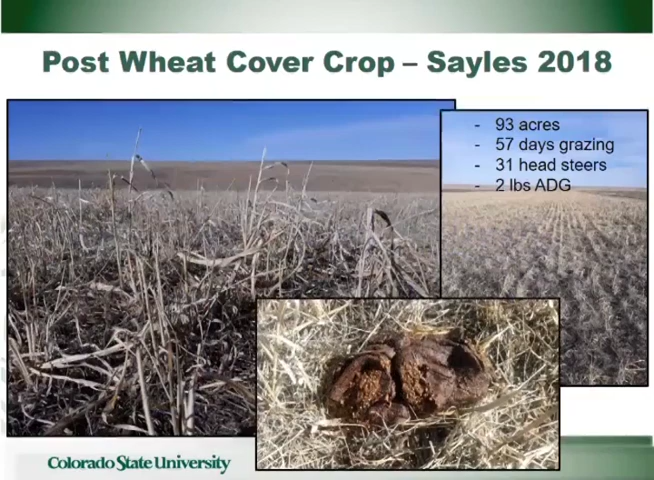 Post Wheat Cover Crop – Sayles 2018
- 93 acres
- 57 days grazing
- 31 head steers
- 2 lbs ADG
Colorado State University